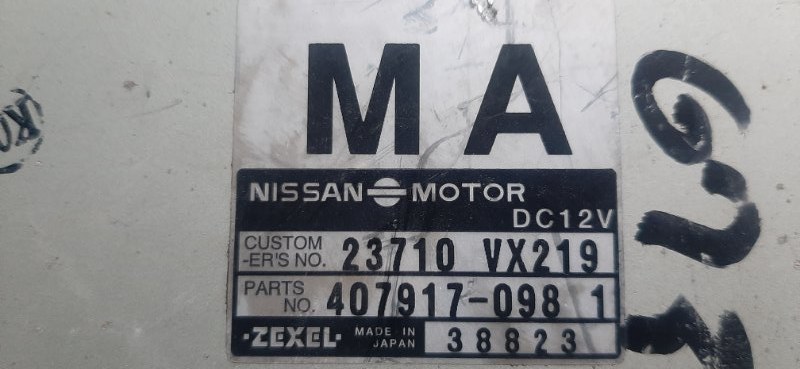 MA
NISSAN MOTOR
DC12V
CUSTOM
-ER'S NO. 23710 VX219
PARTS
NO. 407917-098 1
·ZEXEL· MADE IN
JAPAN 38823